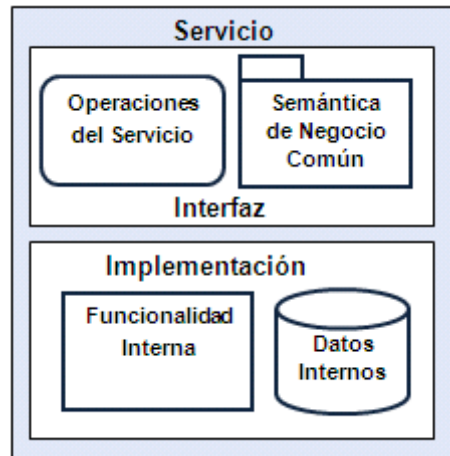 Servicio
Operaciones
del Servicio
Semántica
de Negocio
Común
Interfaz
Implementación
Funcionalidad
Interna
Datos
Internos